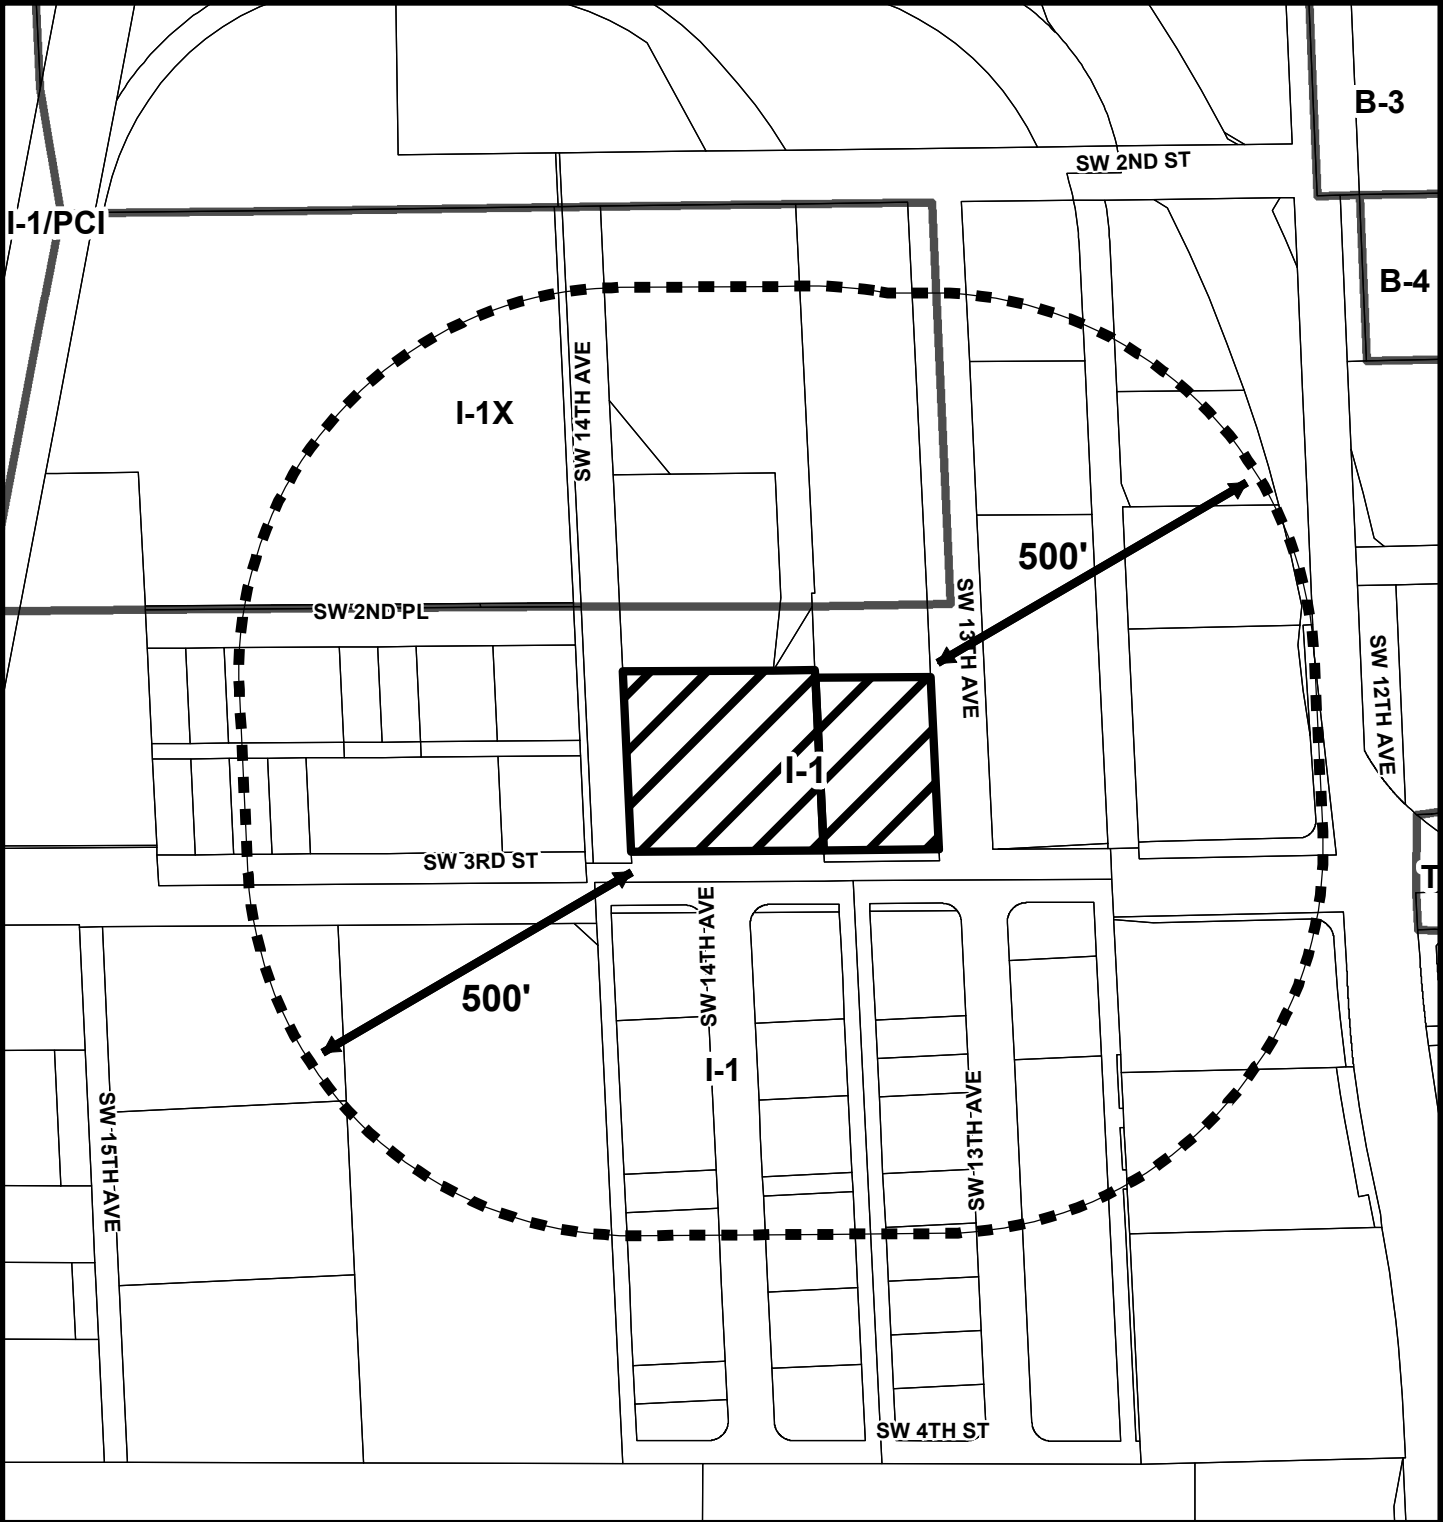 B-3
SW 2ND ST
I-1/PCI
B-4
SW 14TH AVE
I-1X
500'
SW 13TH AVE
SW 2ND PL
SW 12TH AVE
I-1
SW 3RD ST
T
SW 14TH AVE
500'
I-1
SW 13TH AVE
SW 15TH AVE
SW 4TH ST